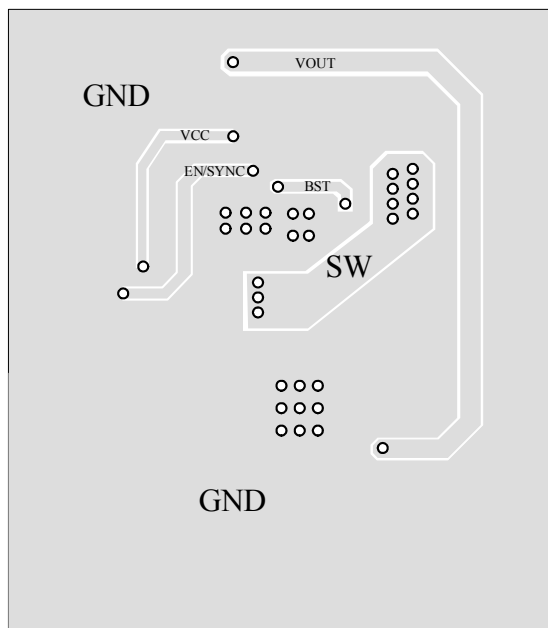 VOUT
GND
VCC
EN/SYNC
BST
SW
GND